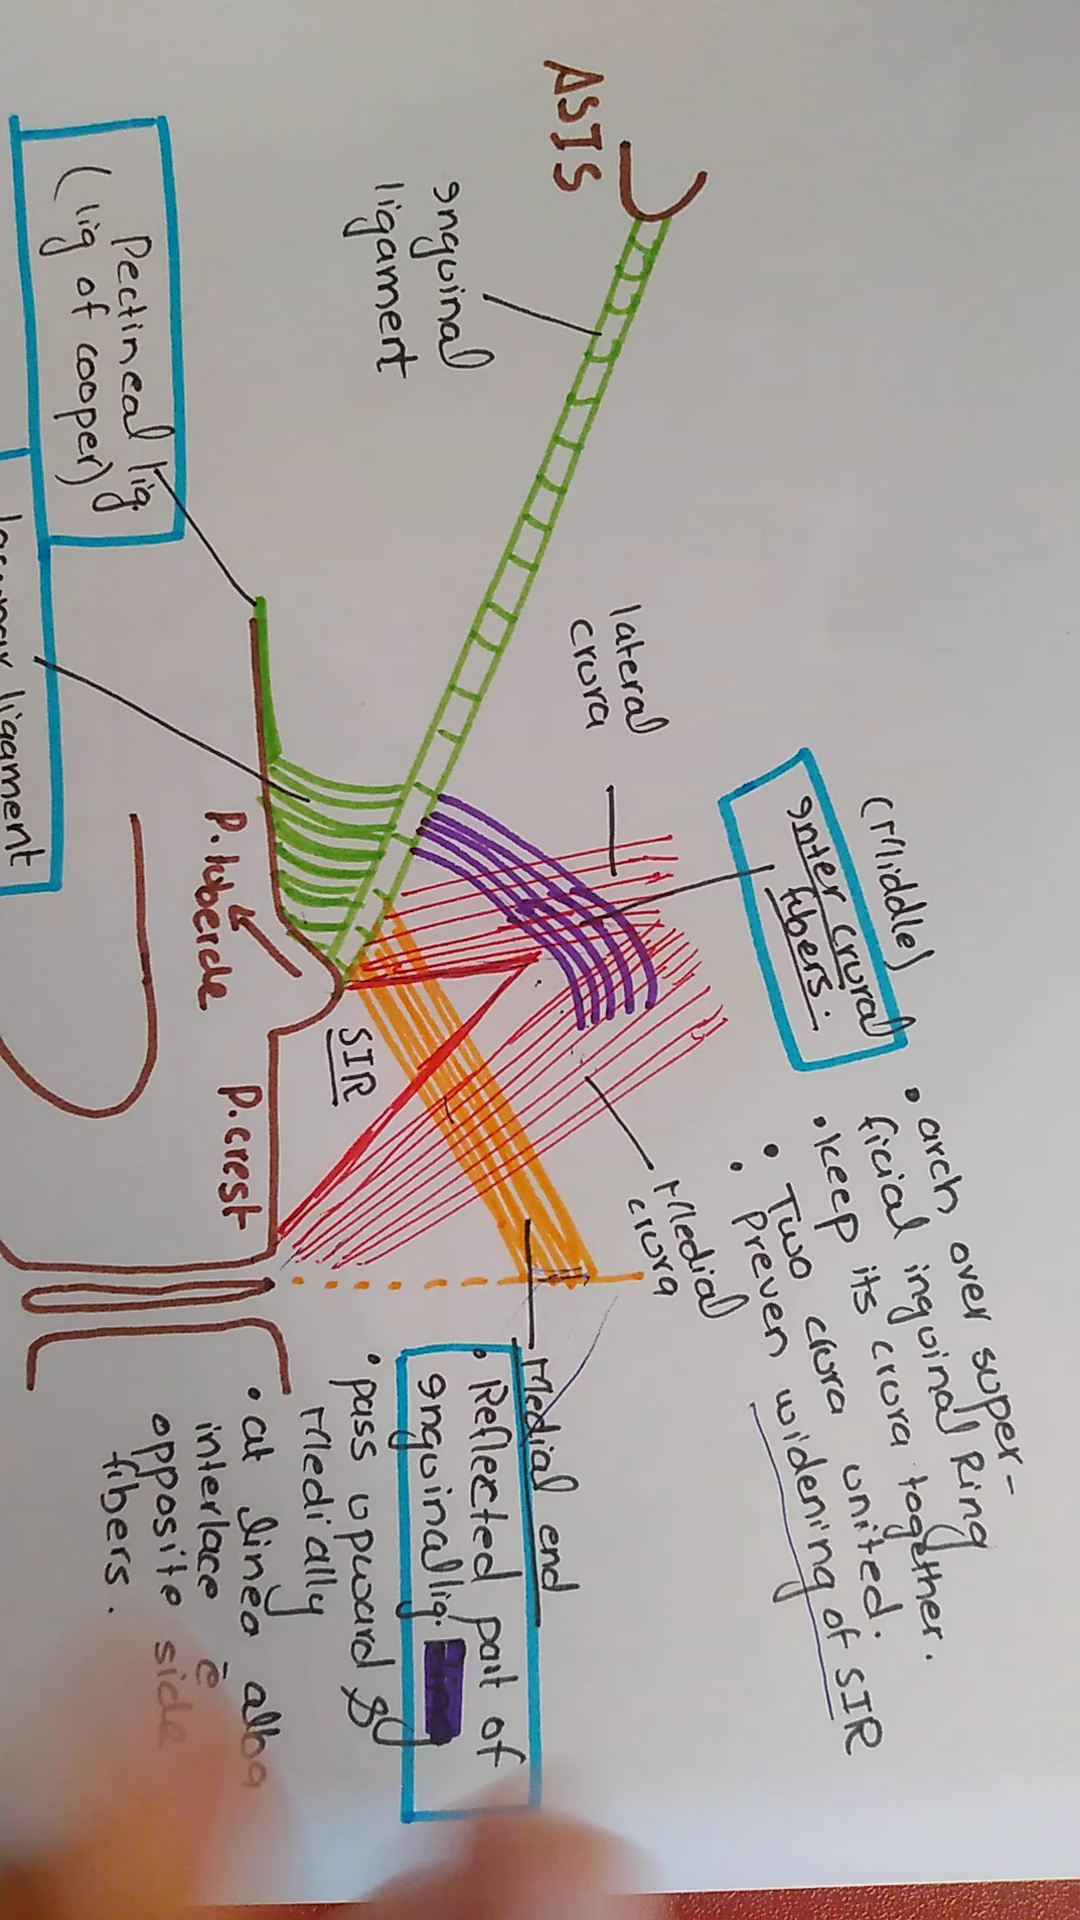 ASIS
Inguinal
ligament
Pectineal lig.
(lig of cooper)
ligament
lateral
crura
(Middle)
Inter crural
fibers.
• arch over super-
ficial inguinal Ring
• keep its crura together.
• Two crura united.
• Preven widening of SIR
P. tuberde
SIR
P. crest
Medial
crura
Medial end
• Reflected part of
Inguinal lig.
• pass upward &
Medially
• at linea alba
interlace c̄
opposite side
fibers.